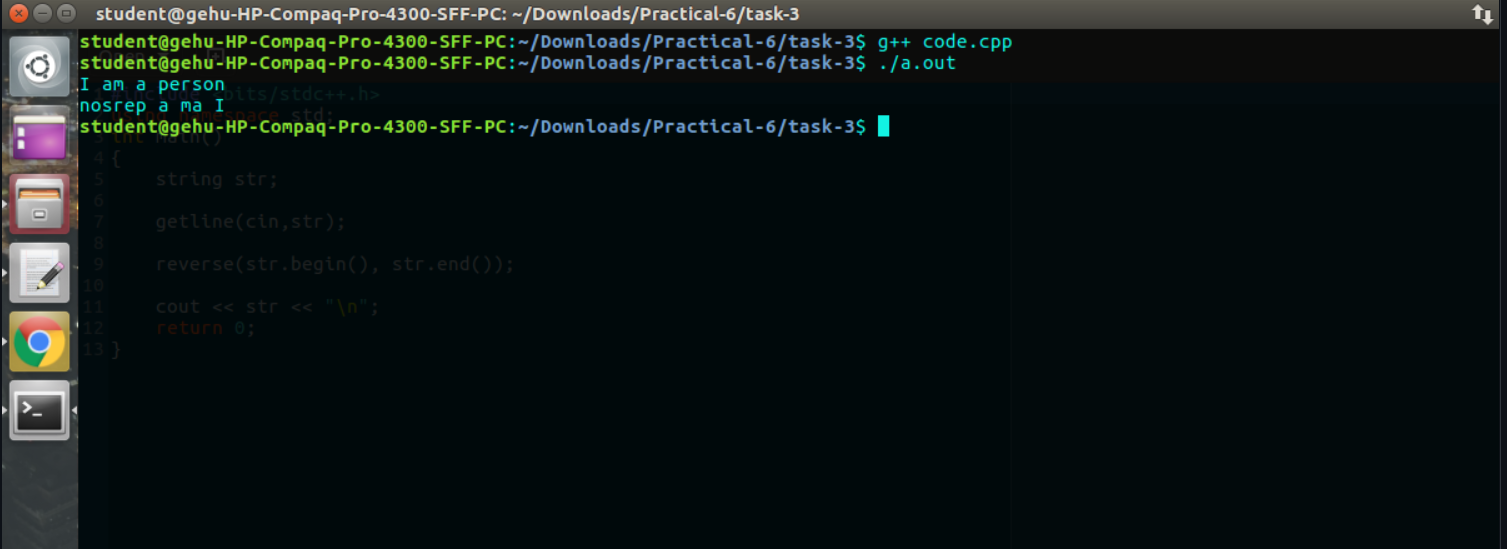 student@gehu-HP-Compaq-Pro-4300-SFF-PC: ~/Downloads/Practical-6/task-3
student@gehu-HP-Compaq-Pro-4300-SFF-PC:~/Downloads/Practical-6/task-3$ g++ code.cpp
student@gehu-HP-Compaq-Pro-4300-SFF-PC:~/Downloads/Practical-6/task-3$ ./a.out
I am a person
#include <bits/stdc++.h>
nosrep a ma I
namespace std;
student@gehu-HP-Compaq-Pro-4300-SFF-PC:~/Downloads/Practical-6/task-3$
3 int main()
4 {
5 string str;
6
7 getline(cin,str);
8
9 reverse(str.begin(), str.end());
10
11 cout << str << "\n";
12 return 0;
13 }